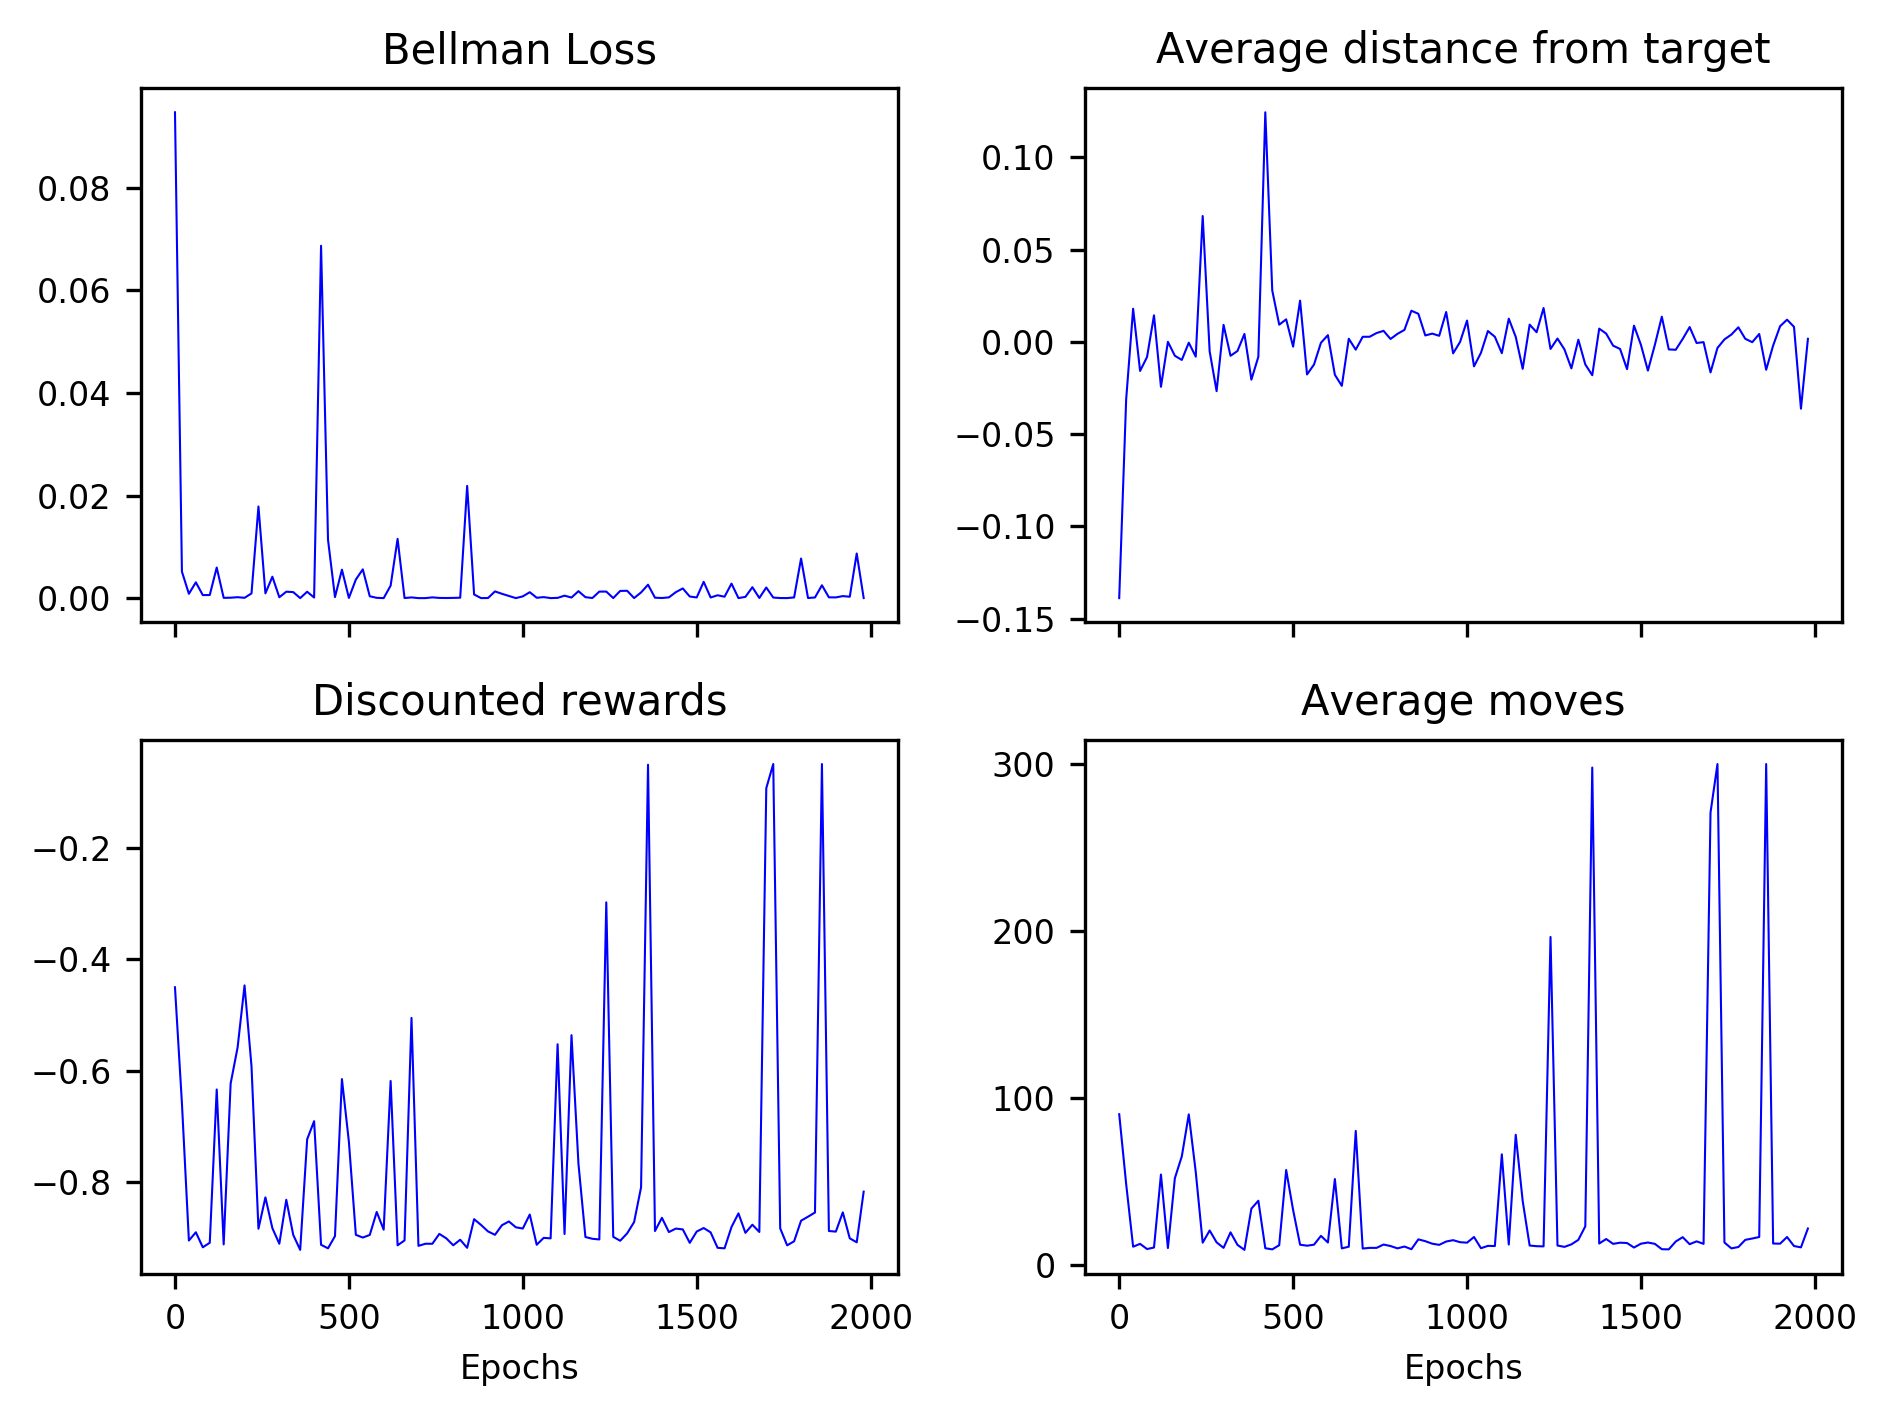 Bellman Loss
0.08
0.06
0.04
0.02
0.00
Average distance from target
0.10
0.05
0.00
−0.05
−0.10
−0.15
Discounted rewards
−0.2
−0.4
−0.6
−0.8
0 500 1000 1500 2000
Epochs
Average moves
300
200
100
0
0 500 1000 1500 2000
Epochs